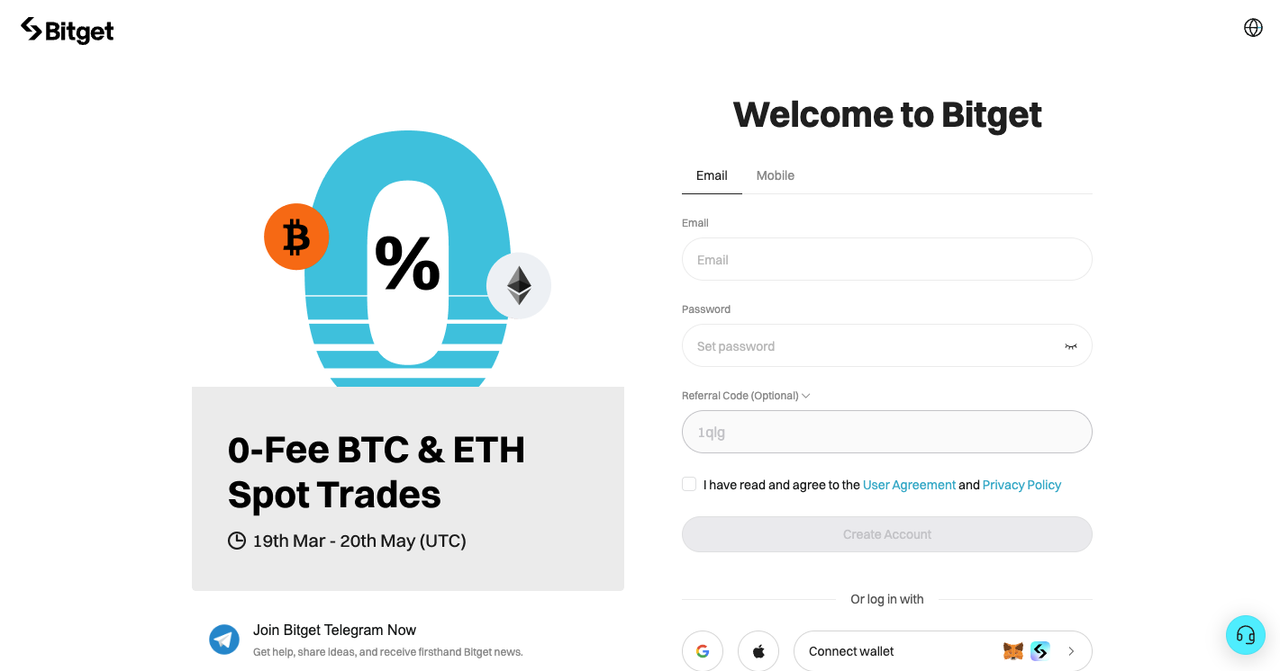 Bitget
Welcome to Bitget
Email Mobile
Email
Email
Password
Set password
Referral Code (Optional)
1qlg
I have read and agree to the User Agreement and Privacy Policy
Create Account
Or log in with
Connect wallet
0%
0-Fee BTC & ETH
Spot Trades
19th Mar - 20th May (UTC)
Join Bitget Telegram Now
Get help, share ideas, and receive firsthand Bitget news.